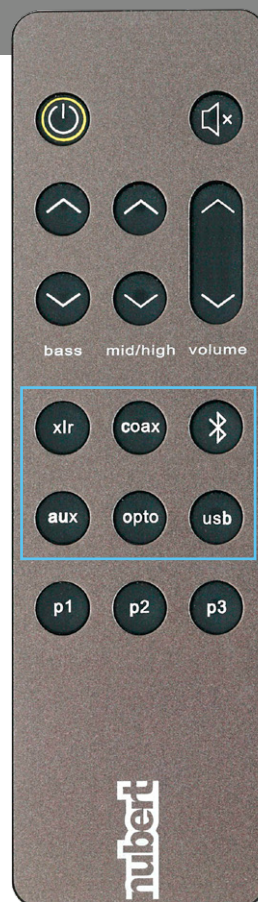 bass mid/high volume
xlr coax
aux opto usb
p1 p2 p3
nubert